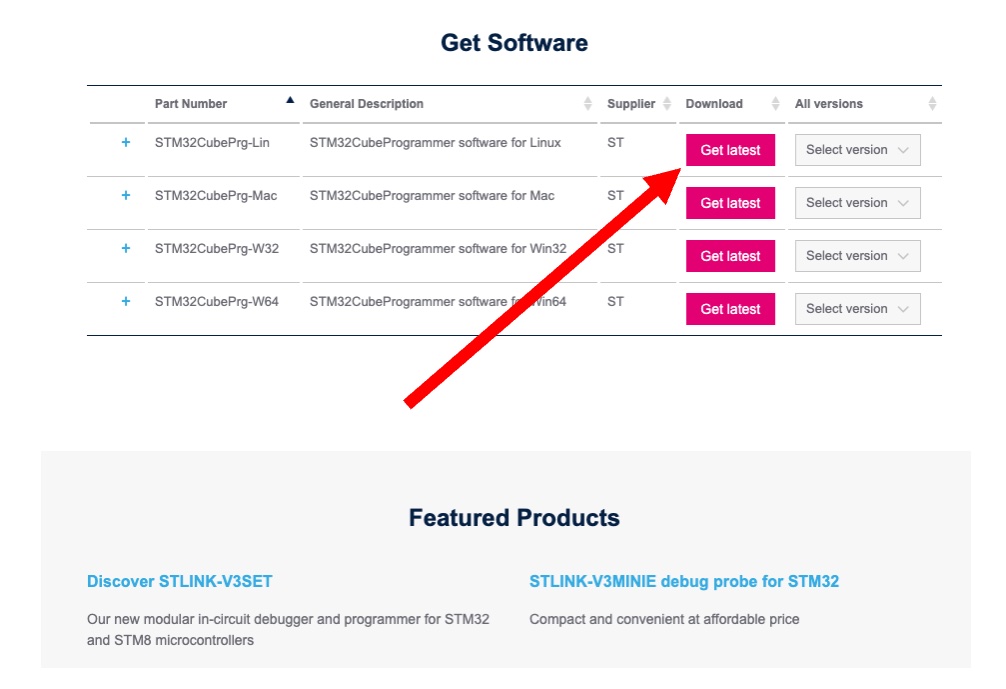 Get Software
Part Number General Description Supplier Download All versions
+ STM32CubePrg-Lin STM32CubeProgrammer software for Linux ST Get latest Select version
+ STM32CubePrg-Mac STM32CubeProgrammer software for Mac ST Get latest Select version
+ STM32CubePrg-W32 STM32CubeProgrammer software for Win32 ST Get latest Select version
+ STM32CubePrg-W64 STM32CubeProgrammer software for Win64 ST Get latest Select version
Featured Products
Discover STLINK-V3SET
Our new modular in-circuit debugger and programmer for STM32
and STM8 microcontrollers
STLINK-V3MINIE debug probe for STM32
Compact and convenient at affordable price